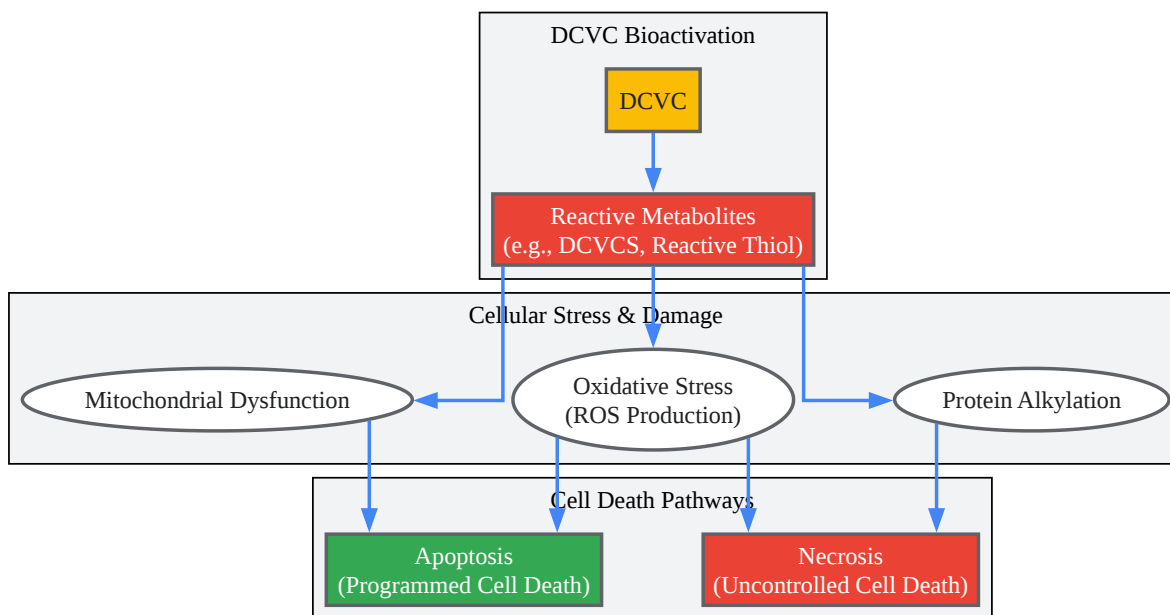 DCVC Bioactivation
DCVC
Reactive Metabolites
(e.g., DCVCS, Reactive Thiol)
Cellular Stress & Damage
Mitochondrial Dysfunction
Oxidative Stress
(ROS Production)
Protein Alkylation
Cell Death Pathways
Apoptosis
(Programmed Cell Death)
Necrosis
(Uncontrolled Cell Death)